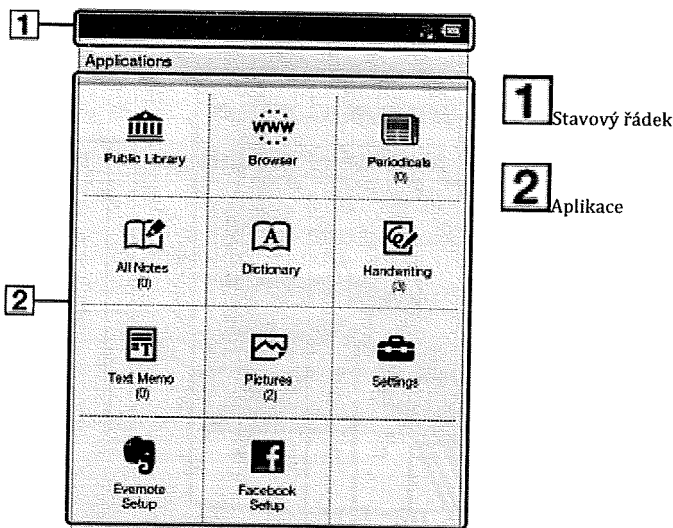 1
Applications
Public Library
WWW
Browser
Periodicals
(0)
1
Stavový řádek
2
Aplikace
All Notes
(0)
A
Dictionary
Handwriting
(3)
2
T
Text Memo
(0)
Pictures
(2)
Settings
Evernote
Setup
f
Facebook
Setup